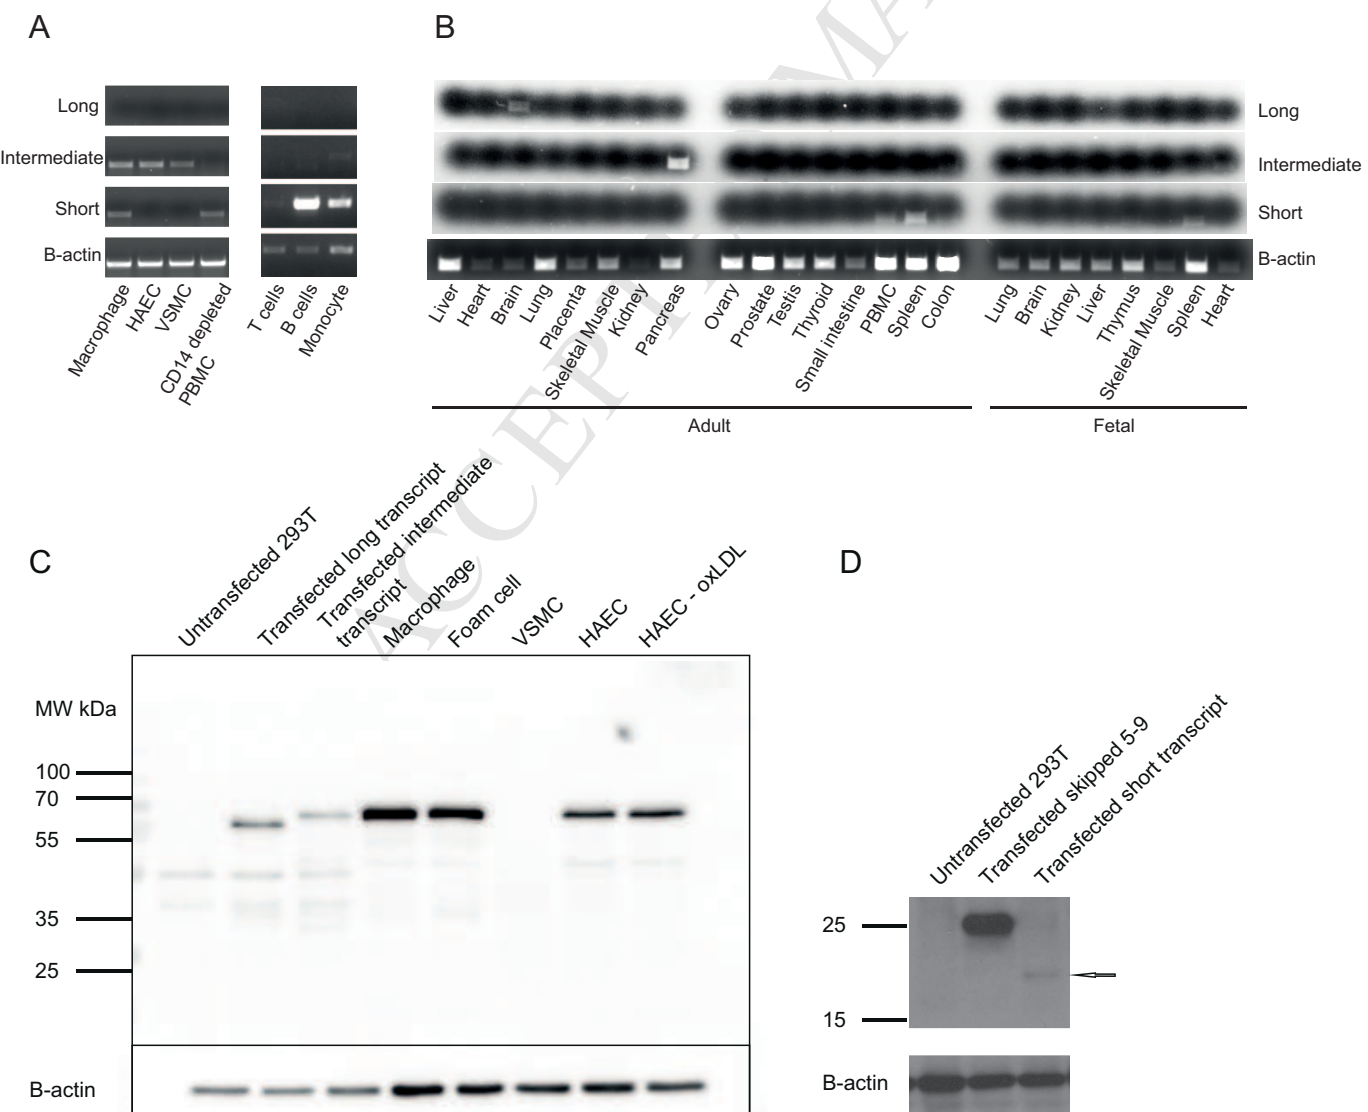 A
B
Long
Intermediate
Short
B-actin
Macrophage
HAEC
VSMC
CD14 depleted
PBMC
T cells
B cells
Monocyte
Long
Intermediate
Short
B-actin
Liver
Heart
Brain
Lung
Placenta
Skeletal Muscle
Kidney
Pancreas
Ovary
Prostate
Testis
Thyroid
Small intestine
PBMC
Spleen
Colon
Lung
Brain
Kidney
Liver
Thymus
Skeletal Muscle
Spleen
Heart
Adult
Fetal
ACCEPTED MA
C
Untransfected 293T
Transfected long transcript
Transfected intermediate
transcript
Macrophage
Foam cell
VSMC
HAEC
HAEC - oxLDL
MW kDa
100
70
55
35
25
B-actin
D
Untransfected 293T
Transfected skipped 5-9
Transfected short transcript
25
15
B-actin